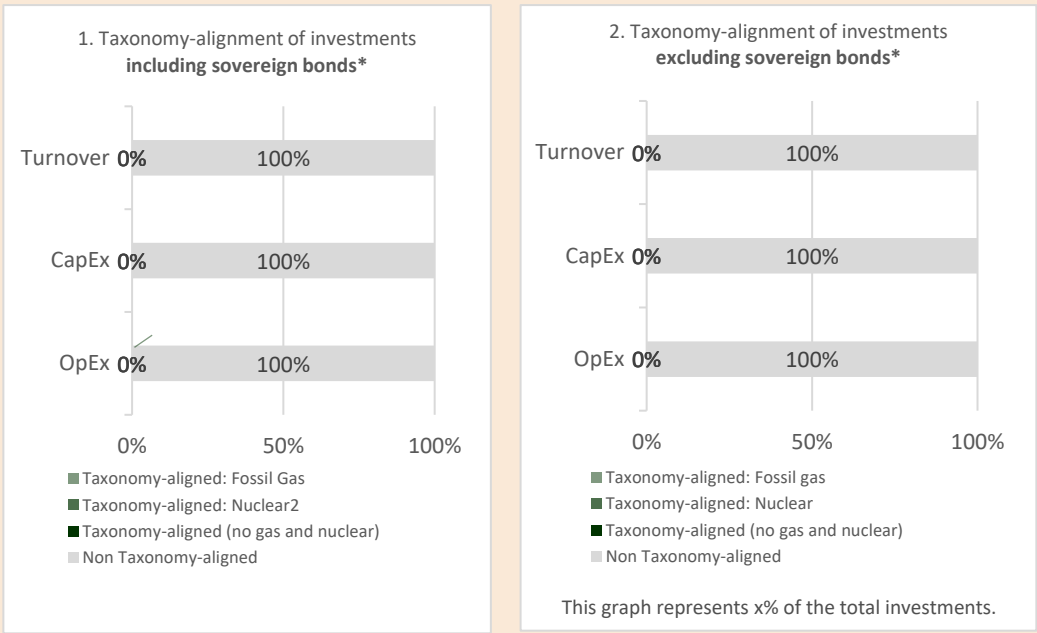 1. Taxonomy-alignment of investments
including sovereign bonds*
Turnover 0% 100%
CapEx 0% 100%
OpEx 0% 100%
0% 50% 100%
Taxonomy-aligned: Fossil Gas
Taxonomy-aligned: Nuclear2
Taxonomy-aligned (no gas and nuclear)
Non Taxonomy-aligned
2. Taxonomy-alignment of investments
excluding sovereign bonds*
Turnover 0% 100%
CapEx 0% 100%
OpEx 0% 100%
0% 50% 100%
Taxonomy-aligned: Fossil gas
Taxonomy-aligned: Nuclear
Taxonomy-aligned (no gas and nuclear)
Non Taxonomy-aligned
This graph represents x% of the total investments.